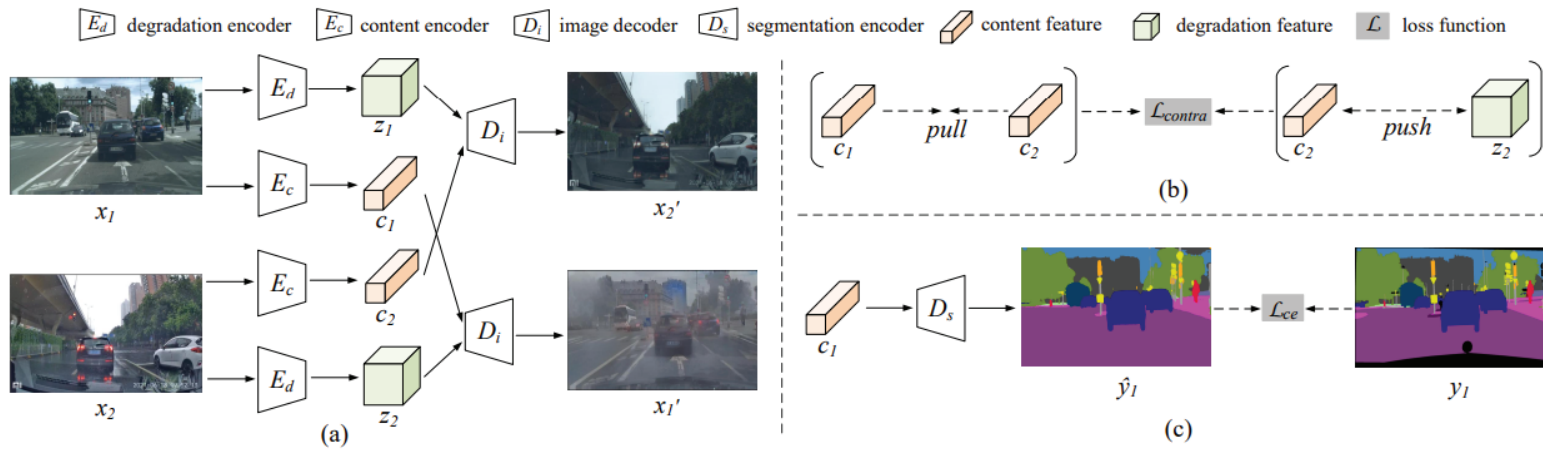 E_d degradation encoder E_c content encoder D_i image decoder D_s segmentation encoder content feature degradation feature ℒ loss function
E_d
z_1
D_i
E_c
x_1
c_1
x_2'
E_c
c_2
D_i
E_d
x_2
z_2
x_1'
(a)
ℒ_contra
c_1 pull c_2 c_2 push z_2
(b)
D_s ℒ_ce
c_1
ŷ_1 y_1
(c)